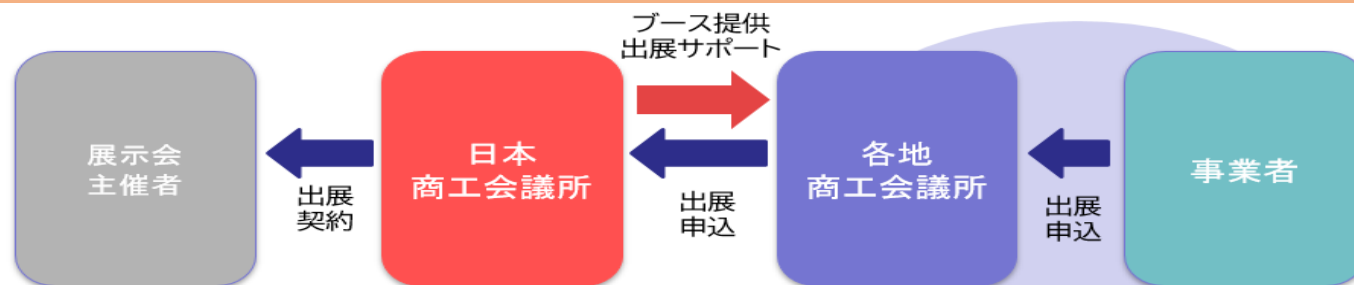 ブース提供
出展サポート
展示会
主催者
出展
契約
日本
商工会議所
出展
申込
各地
商工会議所
出展
申込
事業者